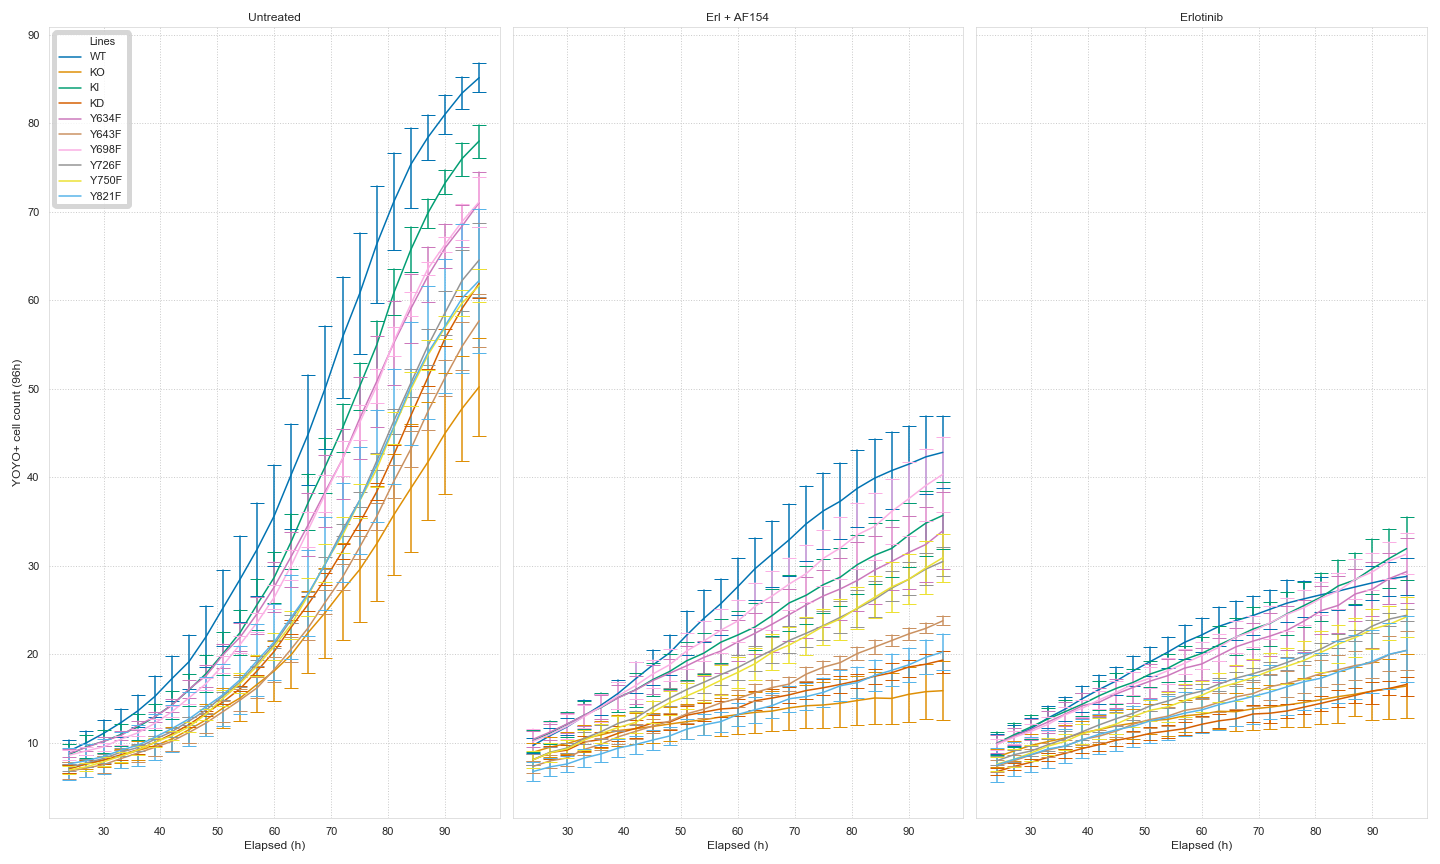 Untreated
Erl + AF154
Erlotinib
90
80
70
60
50
40
30
20
10
YOYO+ cell count (96h)
Lines
WT
KO
KI
KD
Y634F
Y643F
Y698F
Y726F
Y750F
Y821F
30 40 50 60 70 80 90
30 40 50 60 70 80 90
30 40 50 60 70 80 90
Elapsed (h)
Elapsed (h)
Elapsed (h)